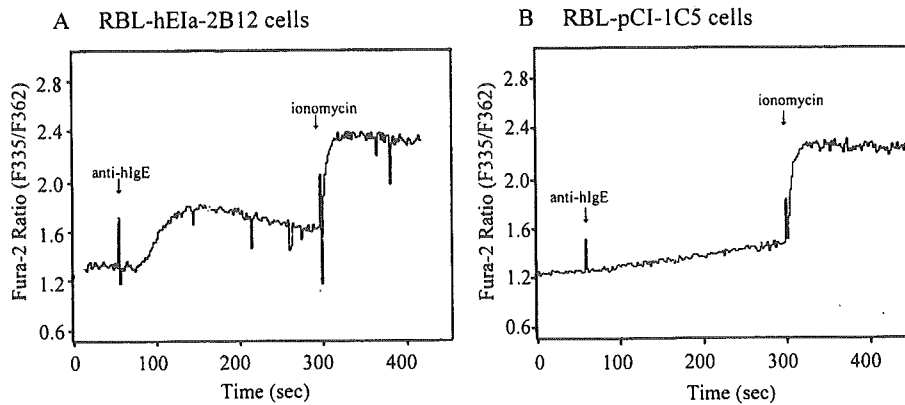 A RBL-hEIa-2B12 cells
Fura-2 Ratio (F335/F362)
2.8
2.4
2.0
1.6
1.2
0.6
anti-hIgE
ionomycin
0 100 200 300 400
Time (sec)
B RBL-pCI-1C5 cells
Fura-2 Ratio (F335/F362)
2.8
2.4
2.0
1.6
1.2
0.6
anti-hIgE
ionomycin
0 100 200 300 400
Time (sec)